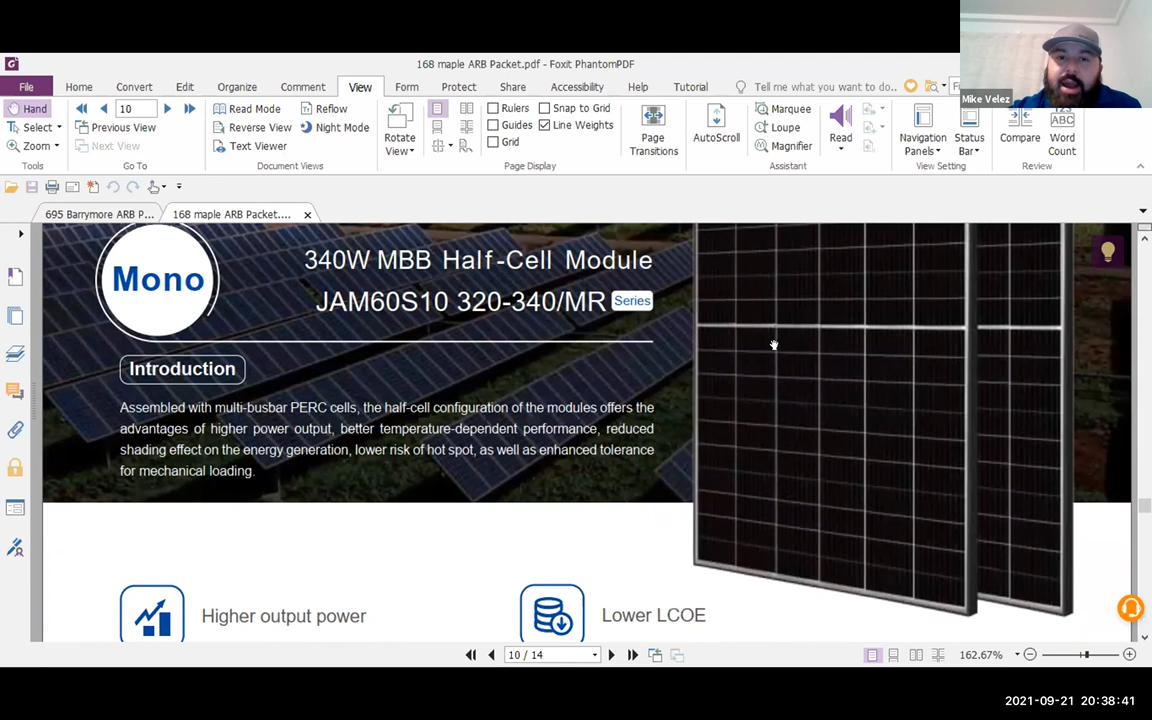 168 maple ARB Packet.pdf - Foxit PhantomPDF
Mike Velez
File Home Convert Edit Organize Comment View Form Protect Share Accessibility Help Tutorial Tell me what you want to do..
Hand 10 Read Mode Reflow Rulers Snap to Grid Marquee
Select Previous View Reverse View Night Mode Guides Line Weights Loupe
Zoom Next View Text Viewer Grid Magnifier
Rotate View Page Transitions AutoScroll Read Navigation Panels Status Bar Compare Word Count
Tools Go To Document Views Page Display Assistant View Setting Review
695 Barrymore ARB P... 168 maple ARB Packet....
Mono
340W MBB Half-Cell Module
JAM60S10 320-340/MR Series
Introduction
Assembled with multi-busbar PERC cells, the half-cell configuration of the modules offers the
advantages of higher power output, better temperature-dependent performance, reduced
shading effect on the energy generation, lower risk of hot spot, as well as enhanced tolerance
for mechanical loading.
Higher output power Lower LCOE
10 / 14 162.67%
2021-09-21 20:38:41